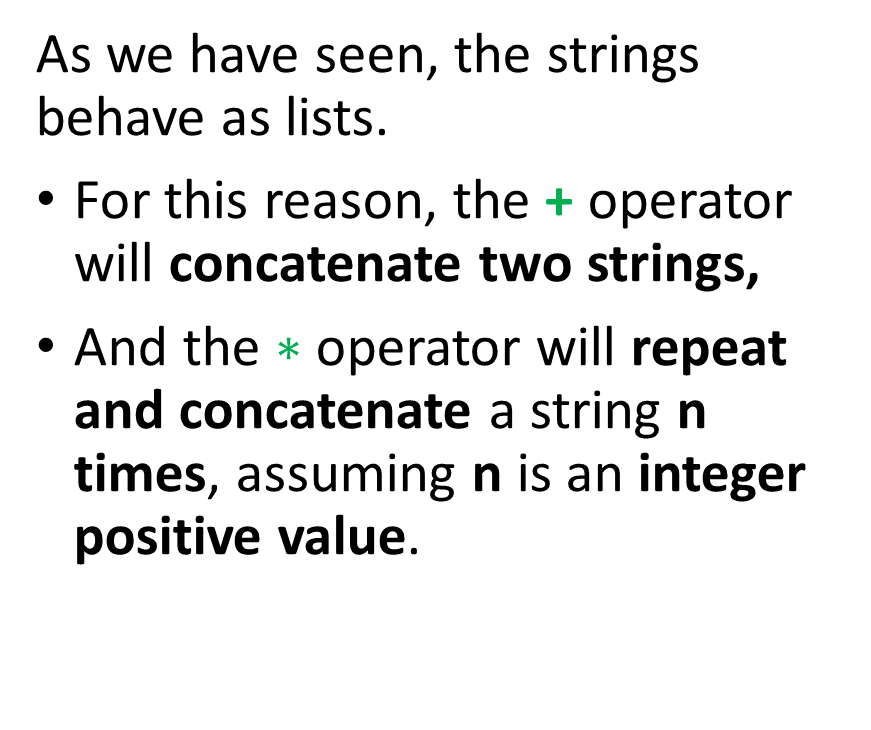 As we have seen, the strings
behave as lists.
• For this reason, the + operator
will concatenate two strings,
• And the * operator will repeat
and concatenate a string n
times, assuming n is an integer
positive value.